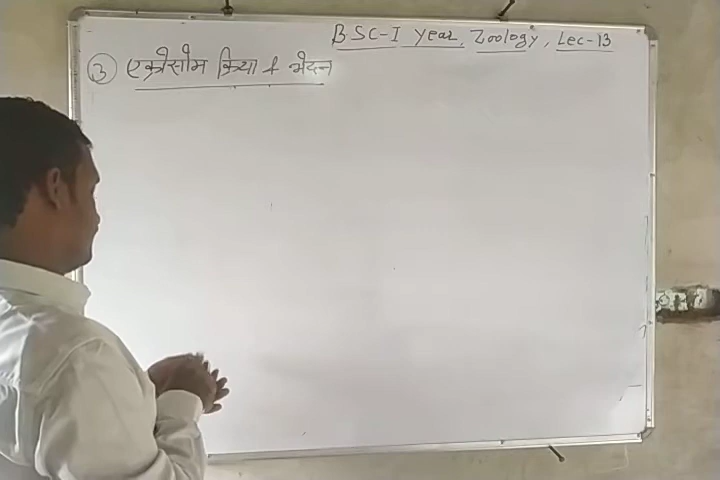 BSC-I Year, Zoology, Lec-13
③ एक्रोसोम क्रिया & भेदन